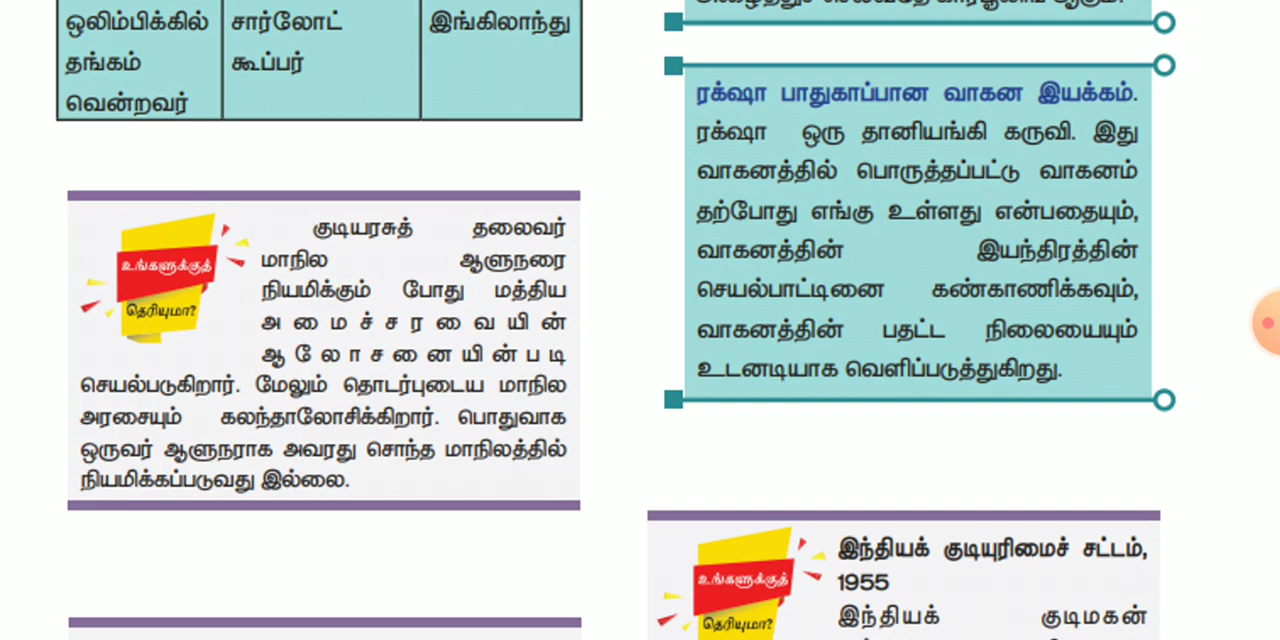 ஒலிம்பிக்கில்
தங்கம்
வென்றவர்
சார்லோட்
கூப்பர்
இங்கிலாந்து
உங்களுக்குத்
தெரியுமா?
குடியரசுத் தலைவர்
மாநில ஆளுநரை
நியமிக்கும் போது மத்திய
அமைச்சரவையின்
ஆலோசனையின்படி
செயல்படுகிறார். மேலும் தொடர்புடைய மாநில
அரசையும் கலந்தாலோசிக்கிறார். பொதுவாக
ஒருவர் ஆளுநராக அவரது சொந்த மாநிலத்தில்
நியமிக்கப்படுவது இல்லை.
ரக்‌ஷா பாதுகாப்பான வாகன இயக்கம்.
ரக்‌ஷா ஒரு தானியங்கி கருவி. இது
வாகனத்தில் பொருத்தப்பட்டு வாகனம்
தற்போது எங்கு உள்ளது என்பதையும்,
வாகனத்தின் இயந்திரத்தின்
செயல்பாட்டினை கண்காணிக்கவும்,
வாகனத்தின் பதட்ட நிலையையும்
உடனடியாக வெளிப்படுத்துகிறது.
உங்களுக்குத்
தெரியுமா?
இந்தியக் குடியுரிமைச் சட்டம்,
1955
இந்தியக் குடிமகன்